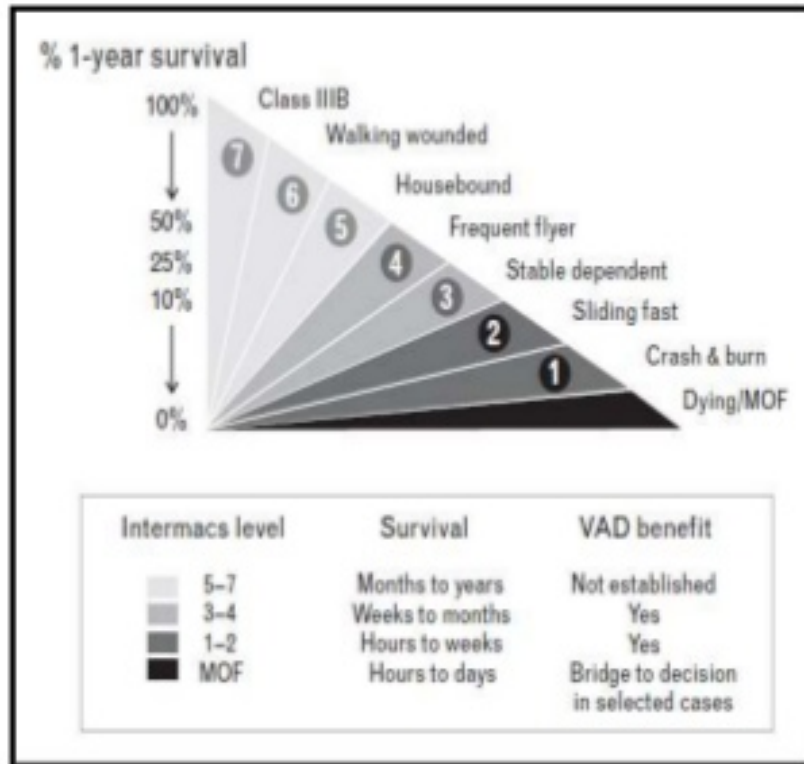 % 1-year survival
100%
Class IIIB
Walking wounded
7
6
Housebound
50%
5
Frequent flyer
25%
4
Stable dependent
10%
3
Sliding fast
2
Crash & burn
1
Dying/MOF
0%
Intermacs level Survival VAD benefit
5–7 Months to years Not established
3–4 Weeks to months Yes
1–2 Hours to weeks Yes
MOF Hours to days Bridge to decision
in selected cases